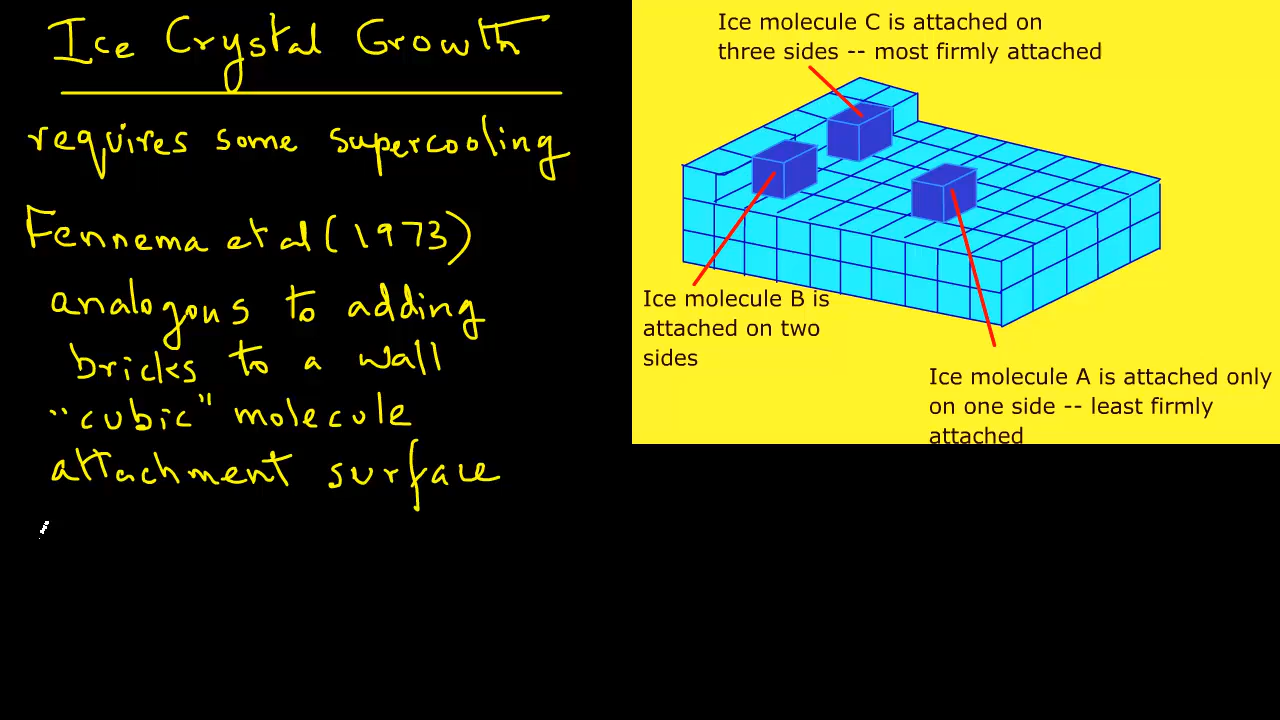 Ice Crystal Growth
requires some supercooling
Fennema et al (1973)
analogous to adding
bricks to a wall
"cubic" molecule
attachment surface
Ice molecule C is attached on
three sides -- most firmly attached
Ice molecule B is
attached on two
sides
Ice molecule A is attached only
on one side -- least firmly
attached